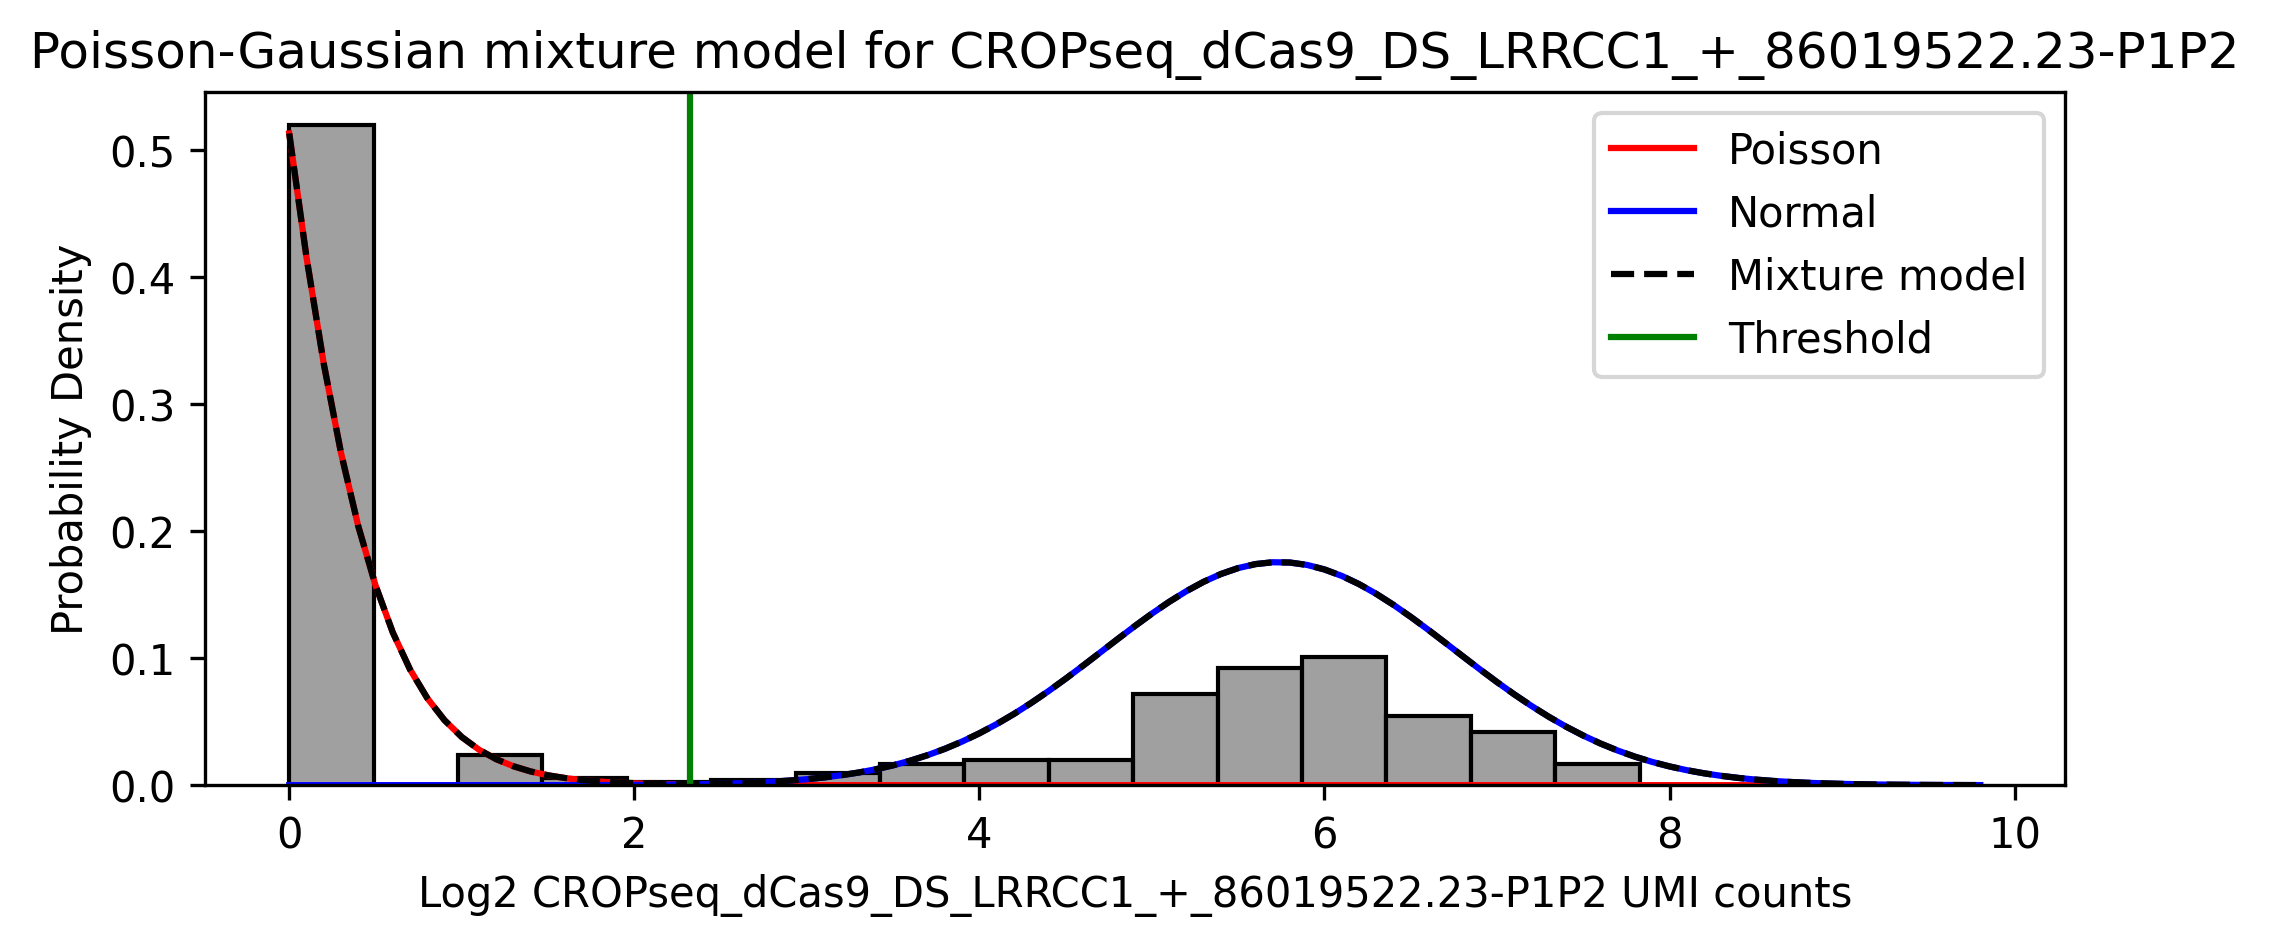 Poisson-Gaussian mixture model for CROPseq_dCas9_DS_LRRCC1_+_86019522.23-P1P2
Probability Density
0.5
0.4
0.3
0.2
0.1
0.0
Poisson
Normal
Mixture model
Threshold
0 2 4 6 8 10
Log2 CROPseq_dCas9_DS_LRRCC1_+_86019522.23-P1P2 UMI counts